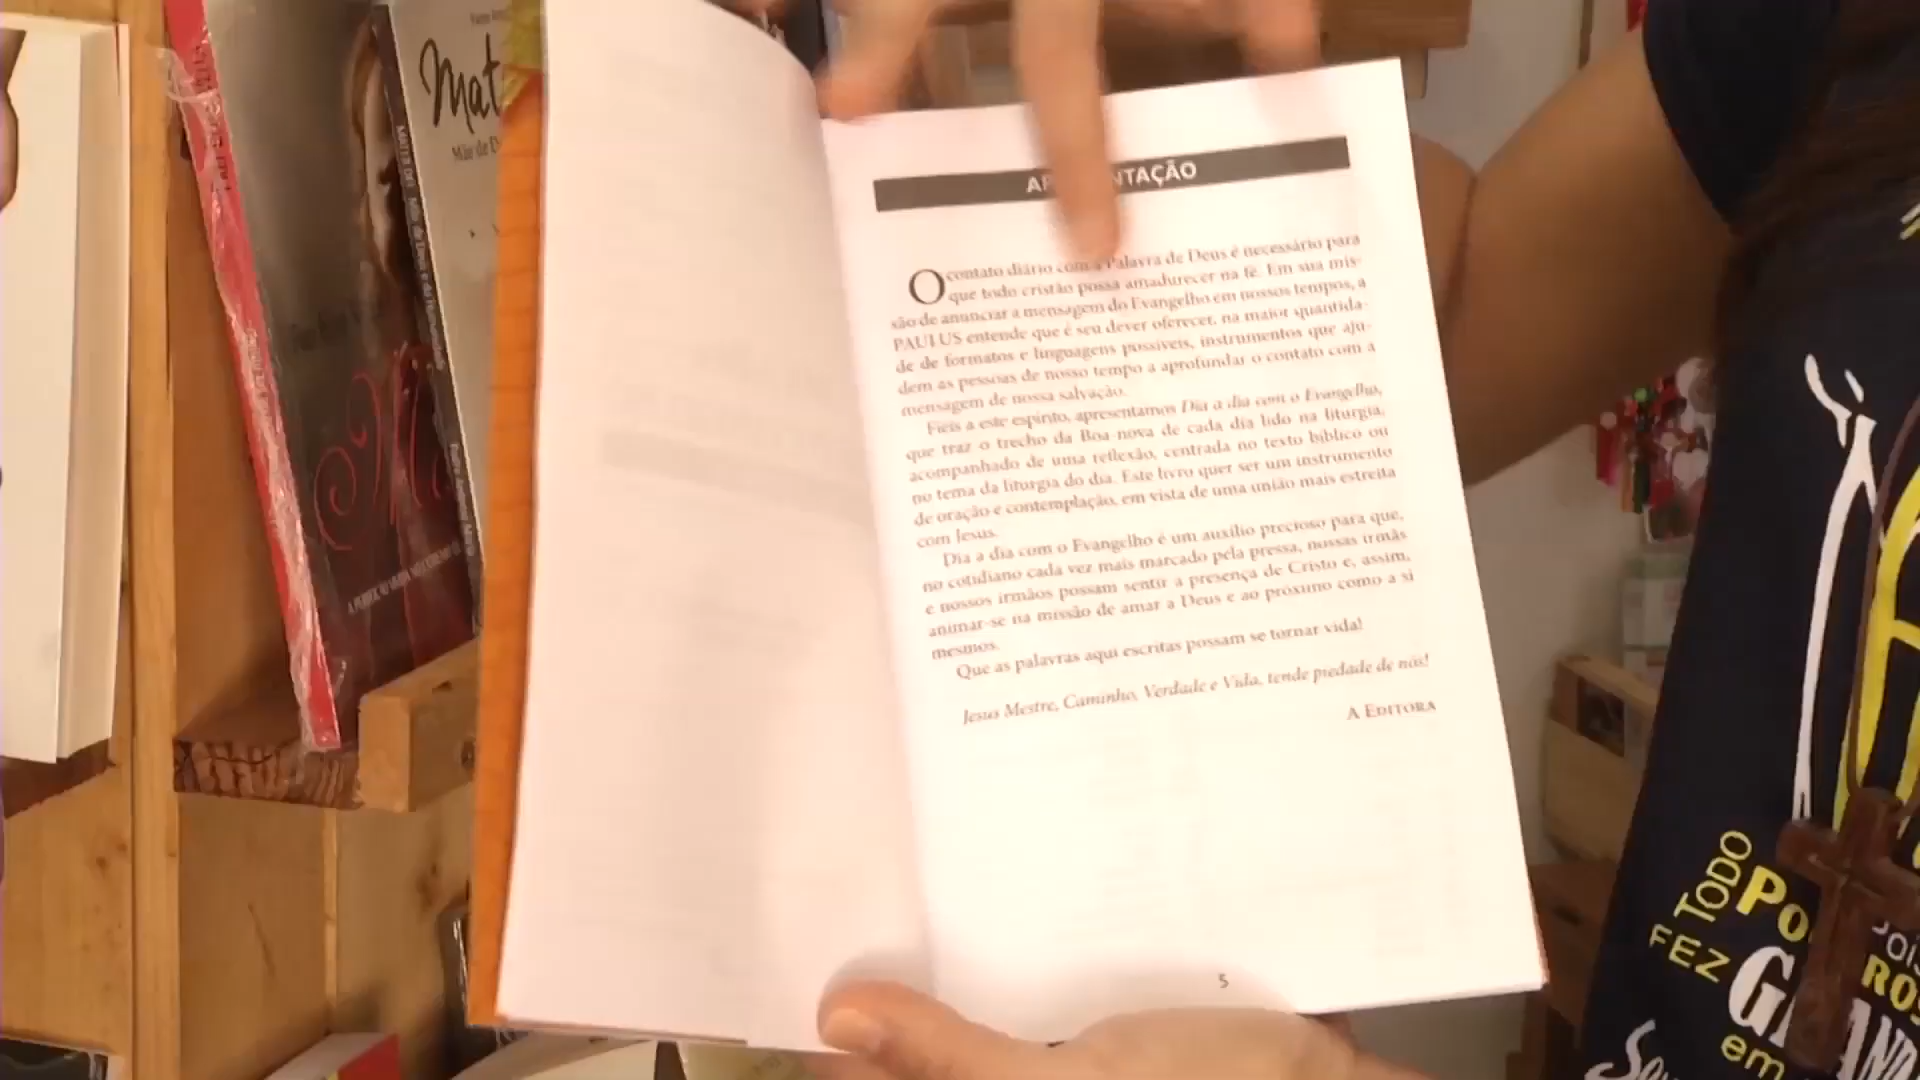 APRESENTAÇÃO
O contato diário com a Palavra de Deus é necessário para
que todo cristão possa amadurecer na fé. Em sua mis-
são de anunciar a mensagem do Evangelho em nossos tempos, a
PAULUS entende que é seu dever oferecer, na maior quantida-
de de formatos e linguagens possíveis, instrumentos que aju-
dem as pessoas de nosso tempo a aprofundar o contato com a
mensagem de nossa salvação.
Fiéis a este espírito, apresentamos Dia a dia com o Evangelho,
que traz o trecho da Boa-nova de cada dia lido na liturgia,
acompanhado de uma reflexão, centrada no texto bíblico ou
no tema da liturgia do dia. Este livro quer ser um instrumento
de oração e contemplação, em vista de uma união mais estreita
com Jesus.
Dia a dia com o Evangelho é um auxílio precioso para que,
no cotidiano cada vez mais marcado pela pressa, nossas irmãs
e nossos irmãos possam sentir a presença de Cristo e, assim,
animar-se na missão de amar a Deus e ao próximo como a si
mesmos.
Que as palavras aqui escritas possam se tornar vida!
Jesus Mestre, Caminho, Verdade e Vida, tende piedade de nós!
A EDITORA
5
Mat
Mãe de D
TODO
FEZ
Po
GRAND
em